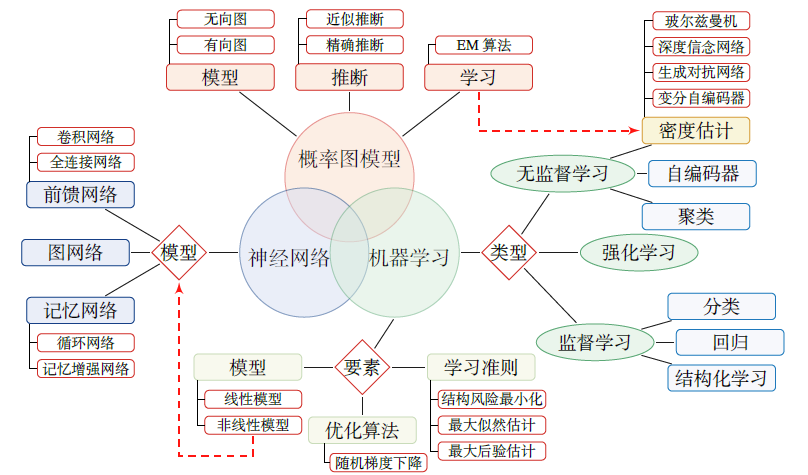 无向图
近似推断
玻尔兹曼机
有向图
精确推断
EM 算法
深度信念网络
模型
推断
学习
生成对抗网络
变分自编码器
密度估计
卷积网络
全连接网络
前馈网络
概率图模型
无监督学习
自编码器
聚类
图网络
模型
神经网络
机器学习
类型
强化学习
记忆网络
循环网络
记忆增强网络
分类
监督学习
回归
结构化学习
模型
要素
学习准则
线性模型
非线性模型
结构风险最小化
优化算法
最大似然估计
最大后验估计
随机梯度下降